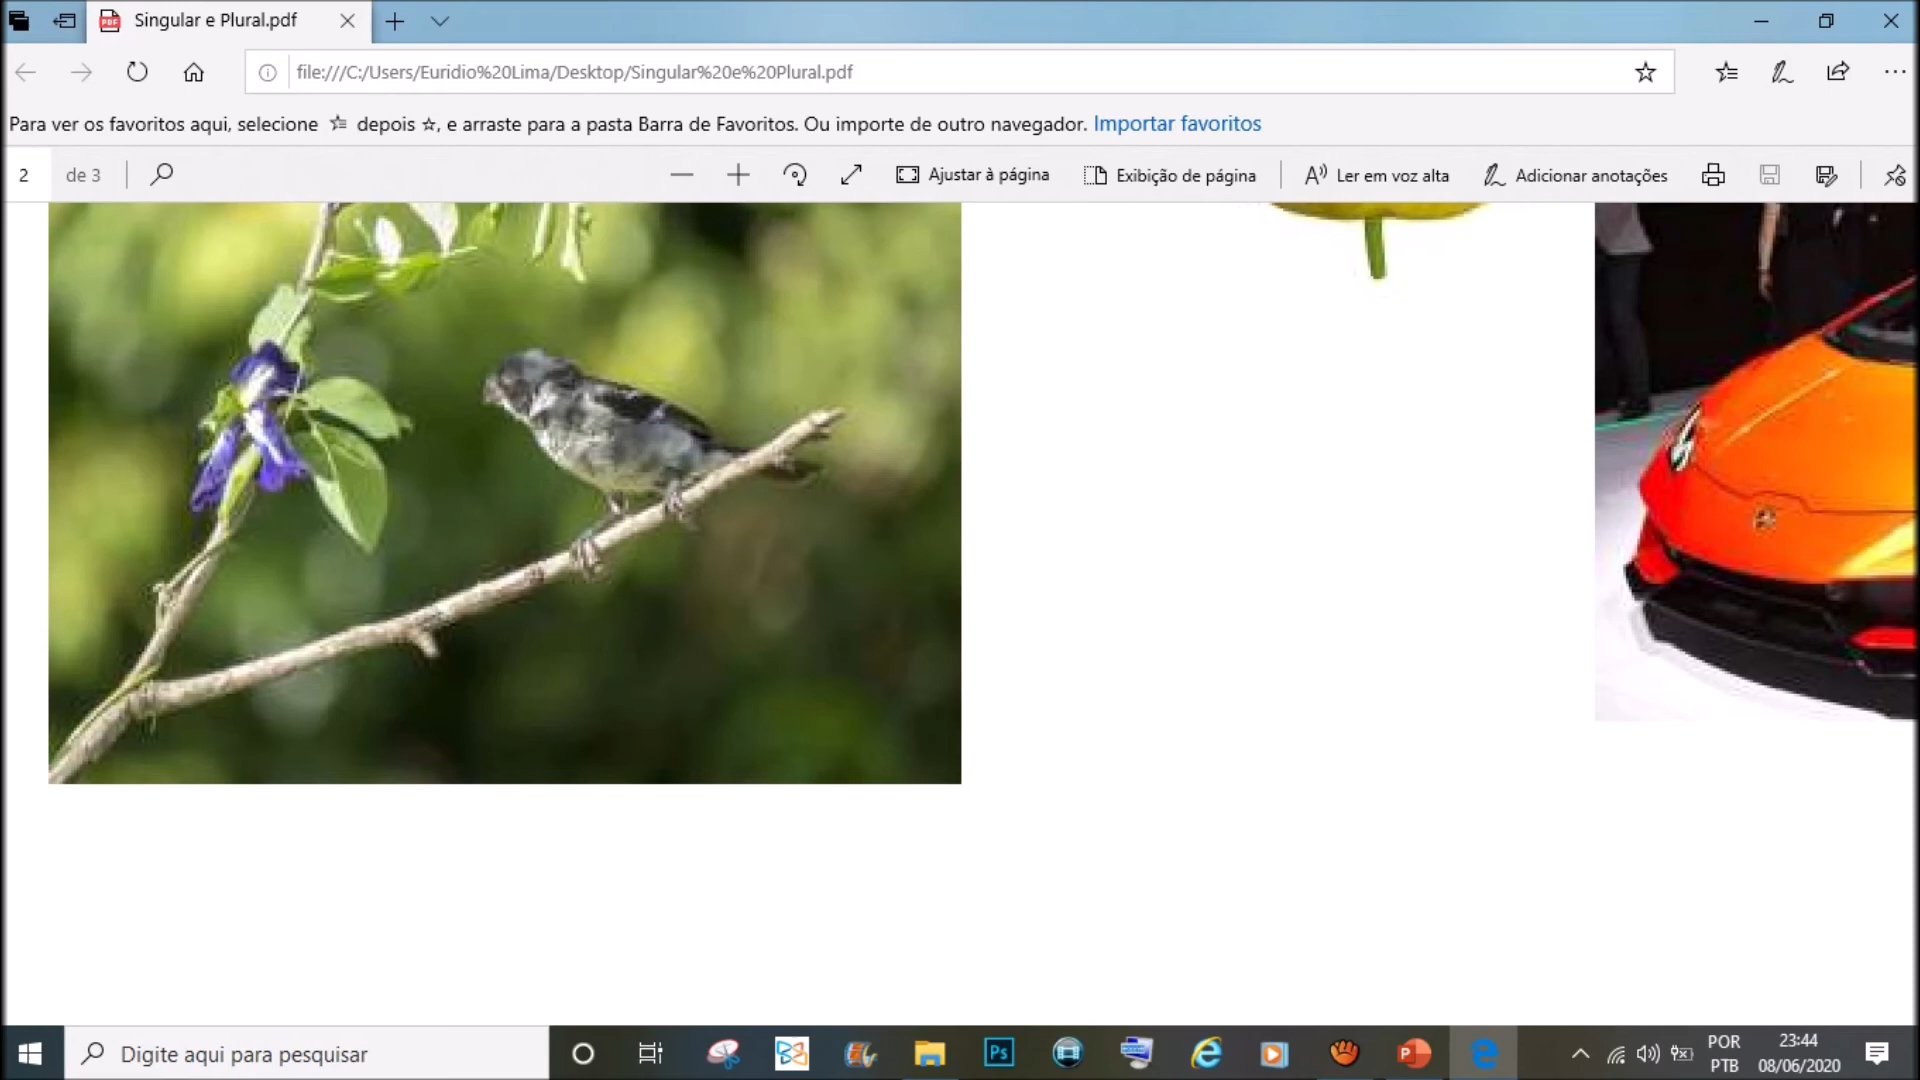 Singular e Plural.pdf
file:///C:/Users/Euridio%20Lima/Desktop/Singular%20e%20Plural.pdf
Para ver os favoritos aqui, selecione depois ☆, e arraste para a pasta Barra de Favoritos. Ou importe de outro navegador. Importar favoritos
2 de 3 Ajustar à página Exibição de página Ler em voz alta Adicionar anotações
Digite aqui para pesquisar
Ps
P
POR
PTB
23:44
08/06/2020